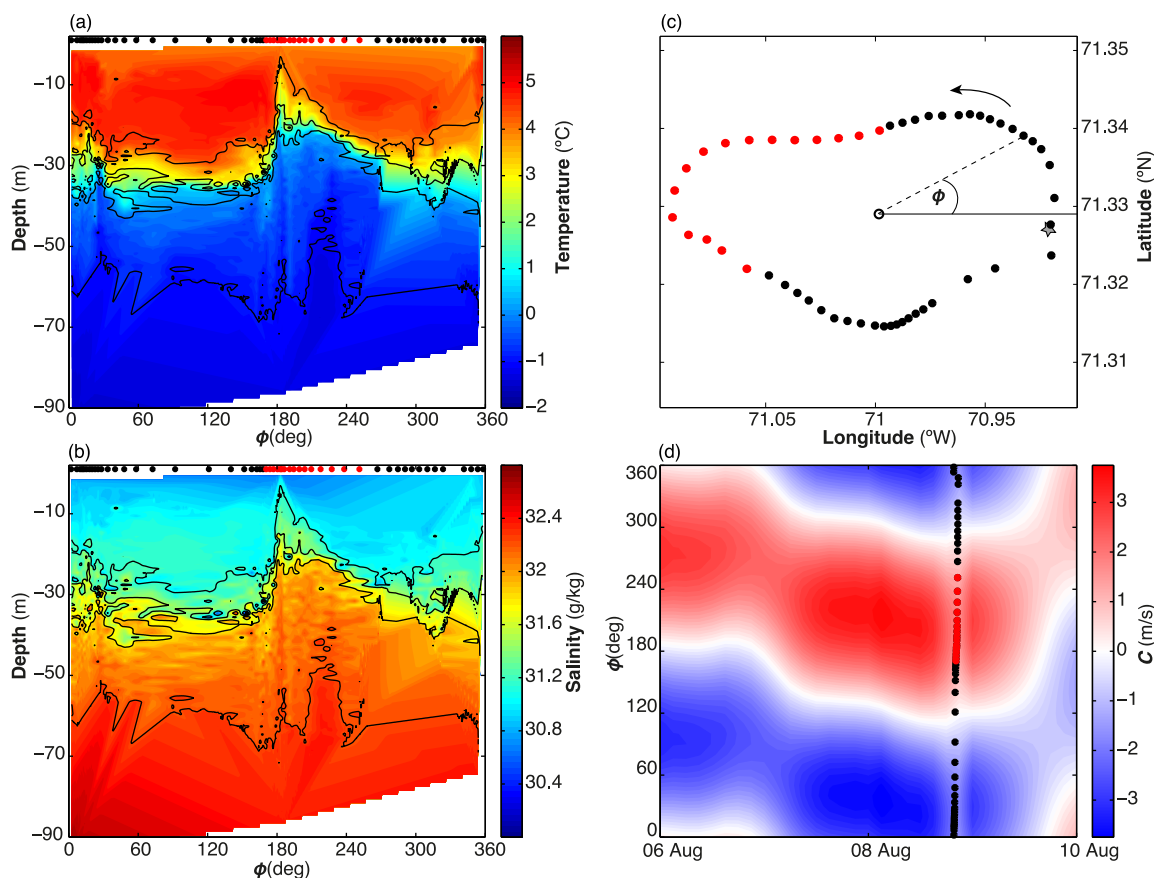 (a)
−10
−30
−50
−70
−90
Depth (m)
0 60 120 180 240 300 360
ϕ(deg)
5
4
3
2
1
0
−1
−2
Temperature (°C)
(b)
−10
−30
−50
−70
−90
Depth (m)
0 60 120 180 240 300 360
ϕ(deg)
32.4
32
31.6
31.2
30.8
30.4
Salinity (g/kg)
(c)
ϕ
71.35
71.34
71.33
71.32
71.31
Latitude (°N)
71.05 71 70.95
Longitude (°W)
(d)
360
300
240
180
120
60
0
ϕ(deg)
06 Aug 08 Aug 10 Aug
3
2
1
0
−1
−2
−3
C (m/s)